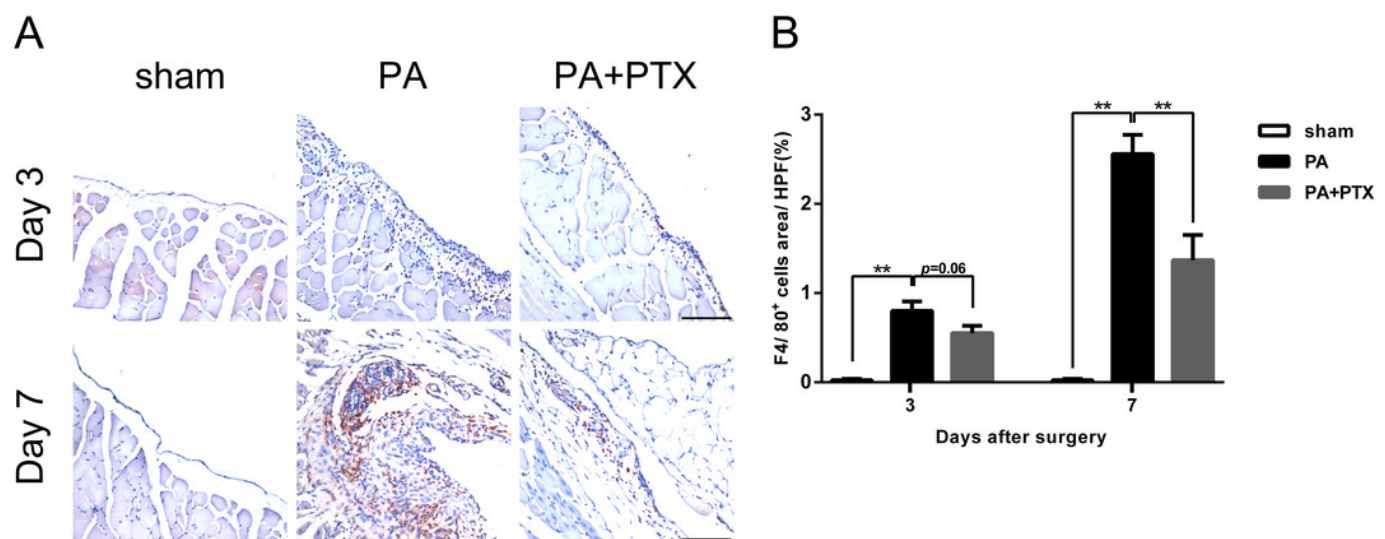 A
sham PA PA+PTX
Day 3
Day 7
B
F4/ 80⁺ cells area/ HPF(%)
3
2
1
0
** p=0.06
** **
3 7
Days after surgery
sham
PA
PA+PTX